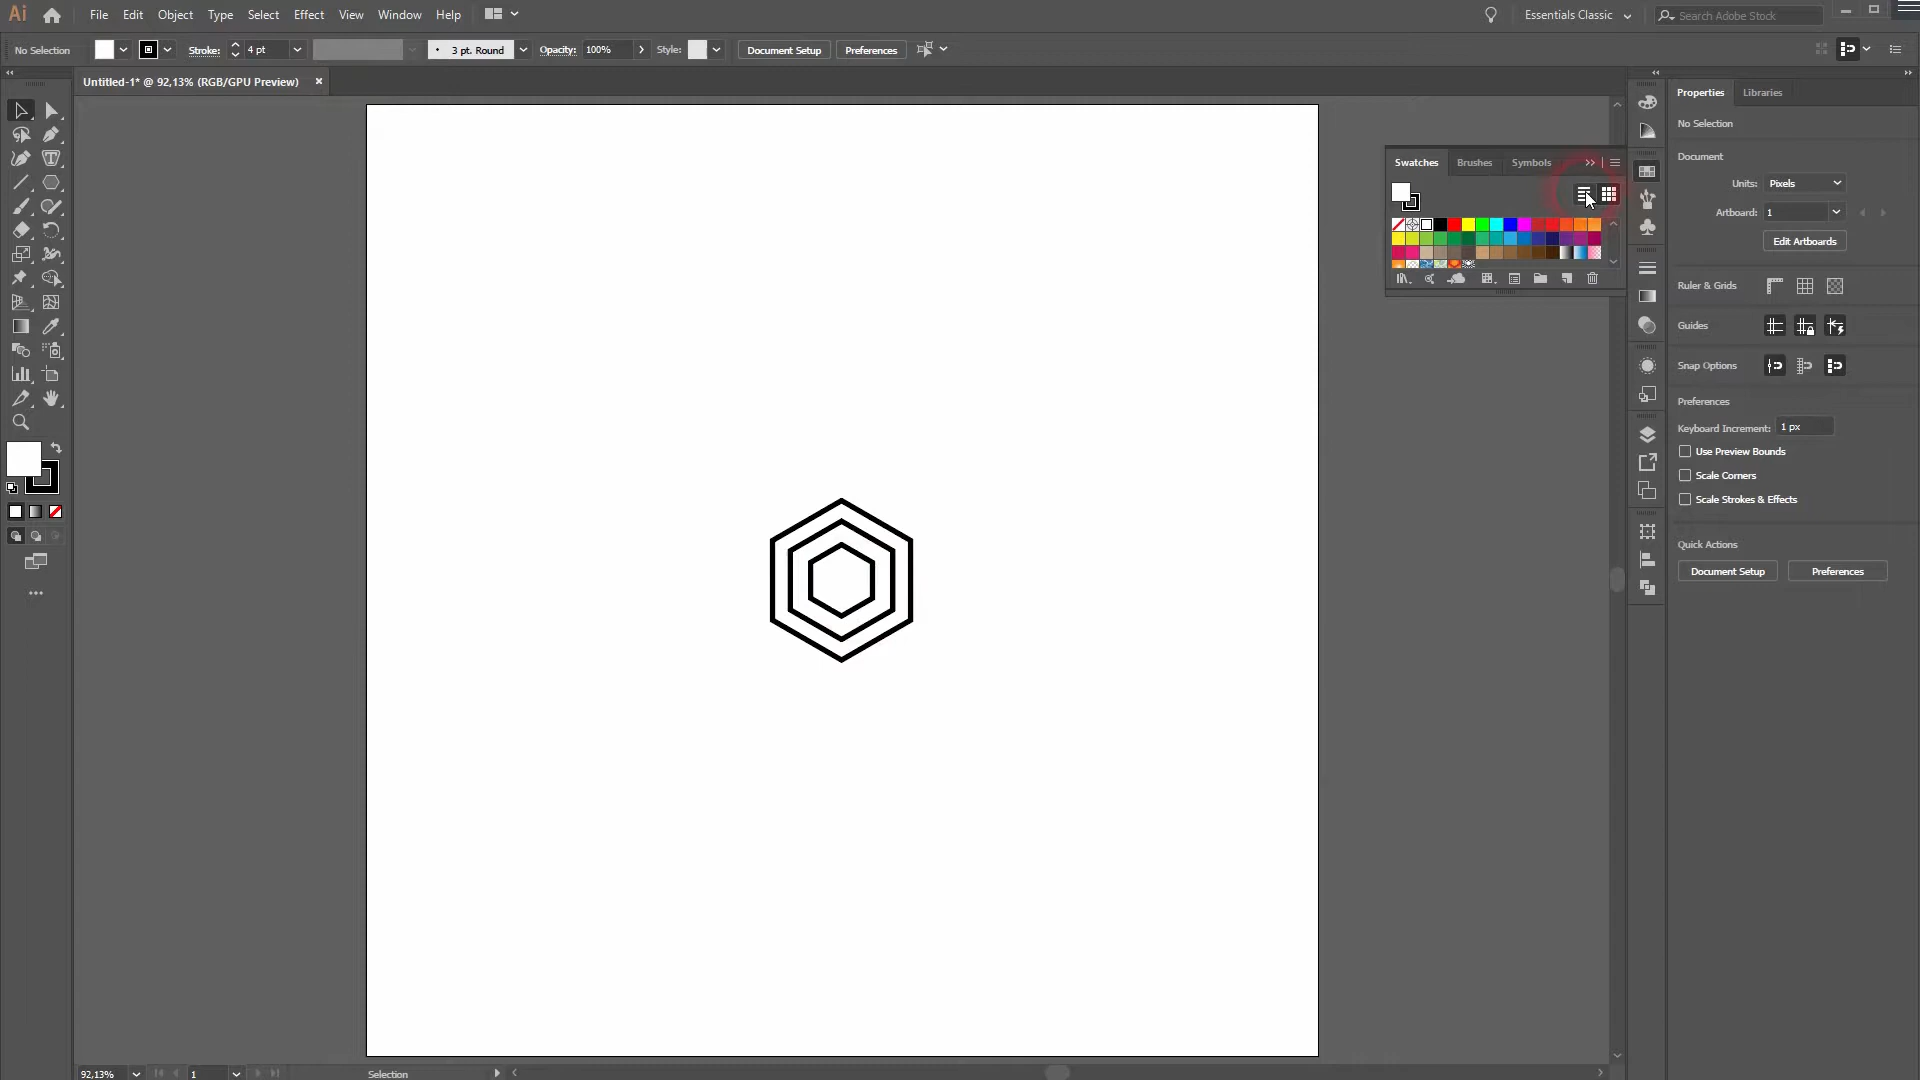 Ai File Edit Object Type Select Effect View Window Help Essentials Classic Search Adobe Stock
No Selection Stroke: 4 pt 3 pt. Round Opacity: 100% Style: Document Setup Preferences
Untitled-1* @ 92,13% (RGB/GPU Preview)
Swatches Brushes Symbols
Properties Libraries
No Selection
Document
Units: Pixels
Artboard: 1
Edit Artboards
Ruler & Grids
Guides
Snap Options
Preferences
Keyboard Increment: 1 px
Use Preview Bounds
Scale Corners
Scale Strokes & Effects
Quick Actions
Document Setup Preferences
92,13% 1 Selection